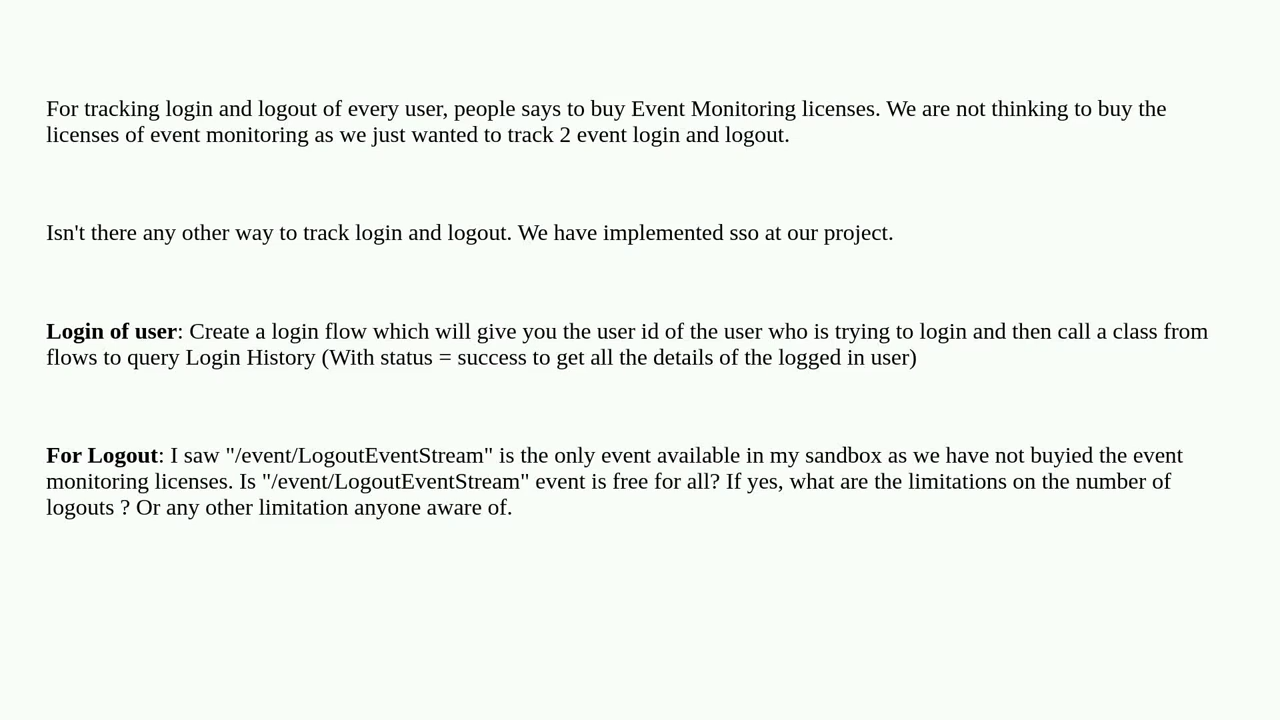 For tracking login and logout of every user, people says to buy Event Monitoring licenses. We are not thinking to buy the
licenses of event monitoring as we just wanted to track 2 event login and logout.
Isn't there any other way to track login and logout. We have implemented sso at our project.
Login of user: Create a login flow which will give you the user id of the user who is trying to login and then call a class from
flows to query Login History (With status = success to get all the details of the logged in user)
For Logout: I saw "/event/LogoutEventStream" is the only event available in my sandbox as we have not buyied the event
monitoring licenses. Is "/event/LogoutEventStream" event is free for all? If yes, what are the limitations on the number of
logouts ? Or any other limitation anyone aware of.